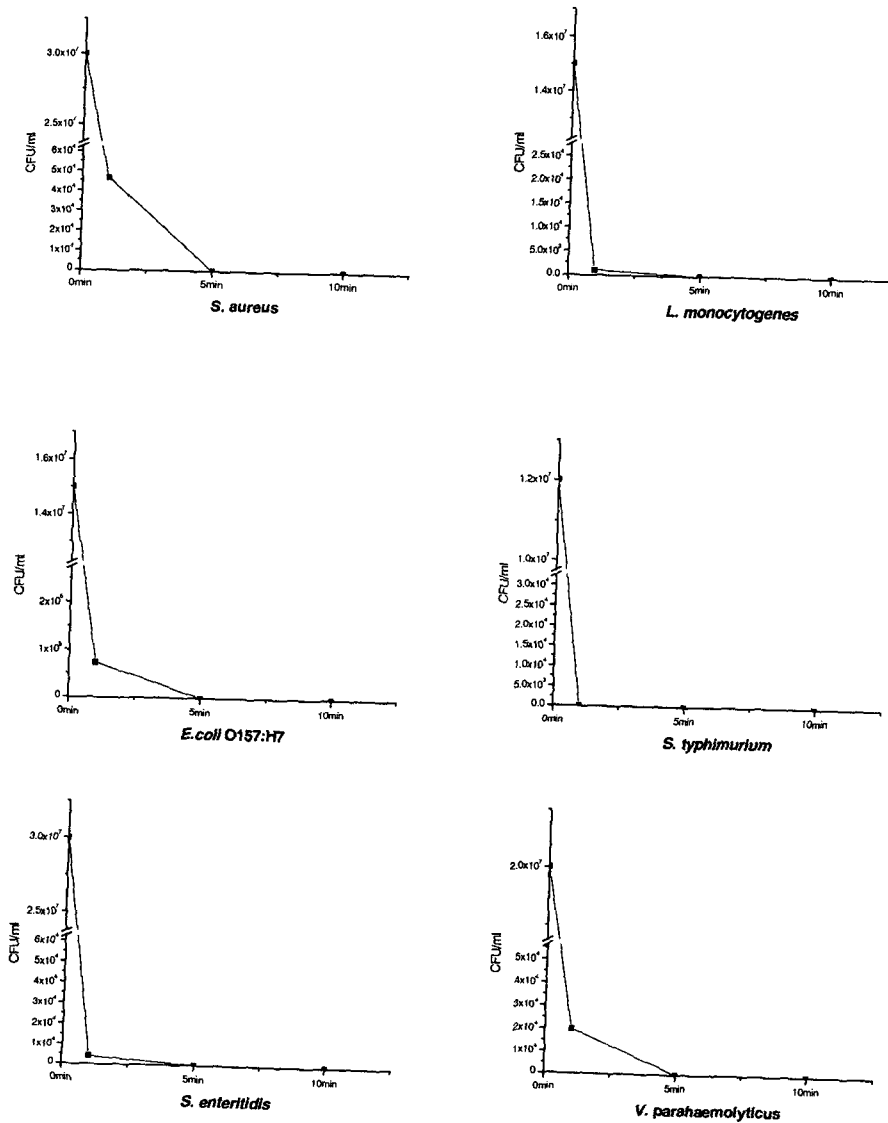 3.0x10⁷
2.5x10⁷
6x10⁴
5x10⁴
4x10⁴
3x10⁴
2x10⁴
1x10⁴
0
CFU/ml
0min 5min 10min
S. aureus
1.6x10⁷
1.4x10⁷
2.5x10⁴
2.0x10⁴
1.5x10⁴
1.0x10⁴
5.0x10³
0.0
CFU/ml
0min 5min 10min
L. monocytogenes
1.6x10⁷
1.4x10⁷
CFU/ml
0
0min 5min 10min
E.coli O157:H7
1.2x10⁷
1.0x10⁷
3.0x10⁴
2.5x10⁴
2.0x10⁴
1.5x10⁴
1.0x10⁴
5.0x10³
0.0
CFU/ml
0min 5min 10min
S. typhimurium
3.0x10⁷
2.5x10⁷
6x10⁴
5x10⁴
4x10⁴
3x10⁴
2x10⁴
1x10⁴
0
CFU/ml
0min 5min 10min
S. enteritidis
2.0x10⁷
5x10⁴
4x10⁴
3x10⁴
2x10⁴
1x10⁴
0
CFU/ml
0min 5min 10min
V. parahaemolyticus